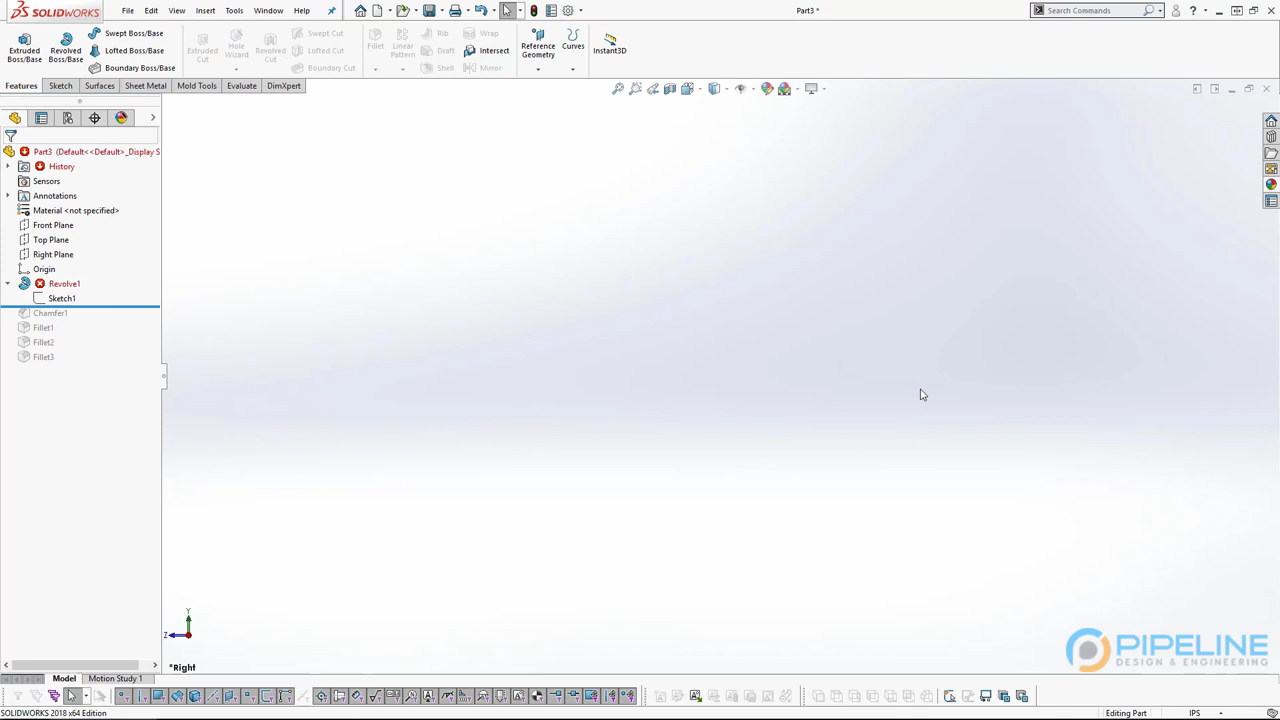 SOLIDWORKS
File Edit View Insert Tools Window Help
Part3 *
Search Commands
Extruded Boss/Base
Revolved Boss/Base
Swept Boss/Base
Lofted Boss/Base
Boundary Boss/Base
Extruded Cut
Hole Wizard
Revolved Cut
Swept Cut
Lofted Cut
Boundary Cut
Fillet
Linear Pattern
Rib
Draft
Shell
Wrap
Intersect
Mirror
Reference Geometry
Curves
Instant3D
Features Sketch Surfaces Sheet Metal Mold Tools Evaluate DimXpert
Part3 (Default<<Default>_Display S
History
Sensors
Annotations
Material <not specified>
Front Plane
Top Plane
Right Plane
Origin
Revolve1
Sketch1
Chamfer1
Fillet1
Fillet2
Fillet3
Y
Z
*Right
PIPELINE
DESIGN & ENGINEERING
Model Motion Study 1
SOLIDWORKS 2018 x64 Edition
Editing Part IPS